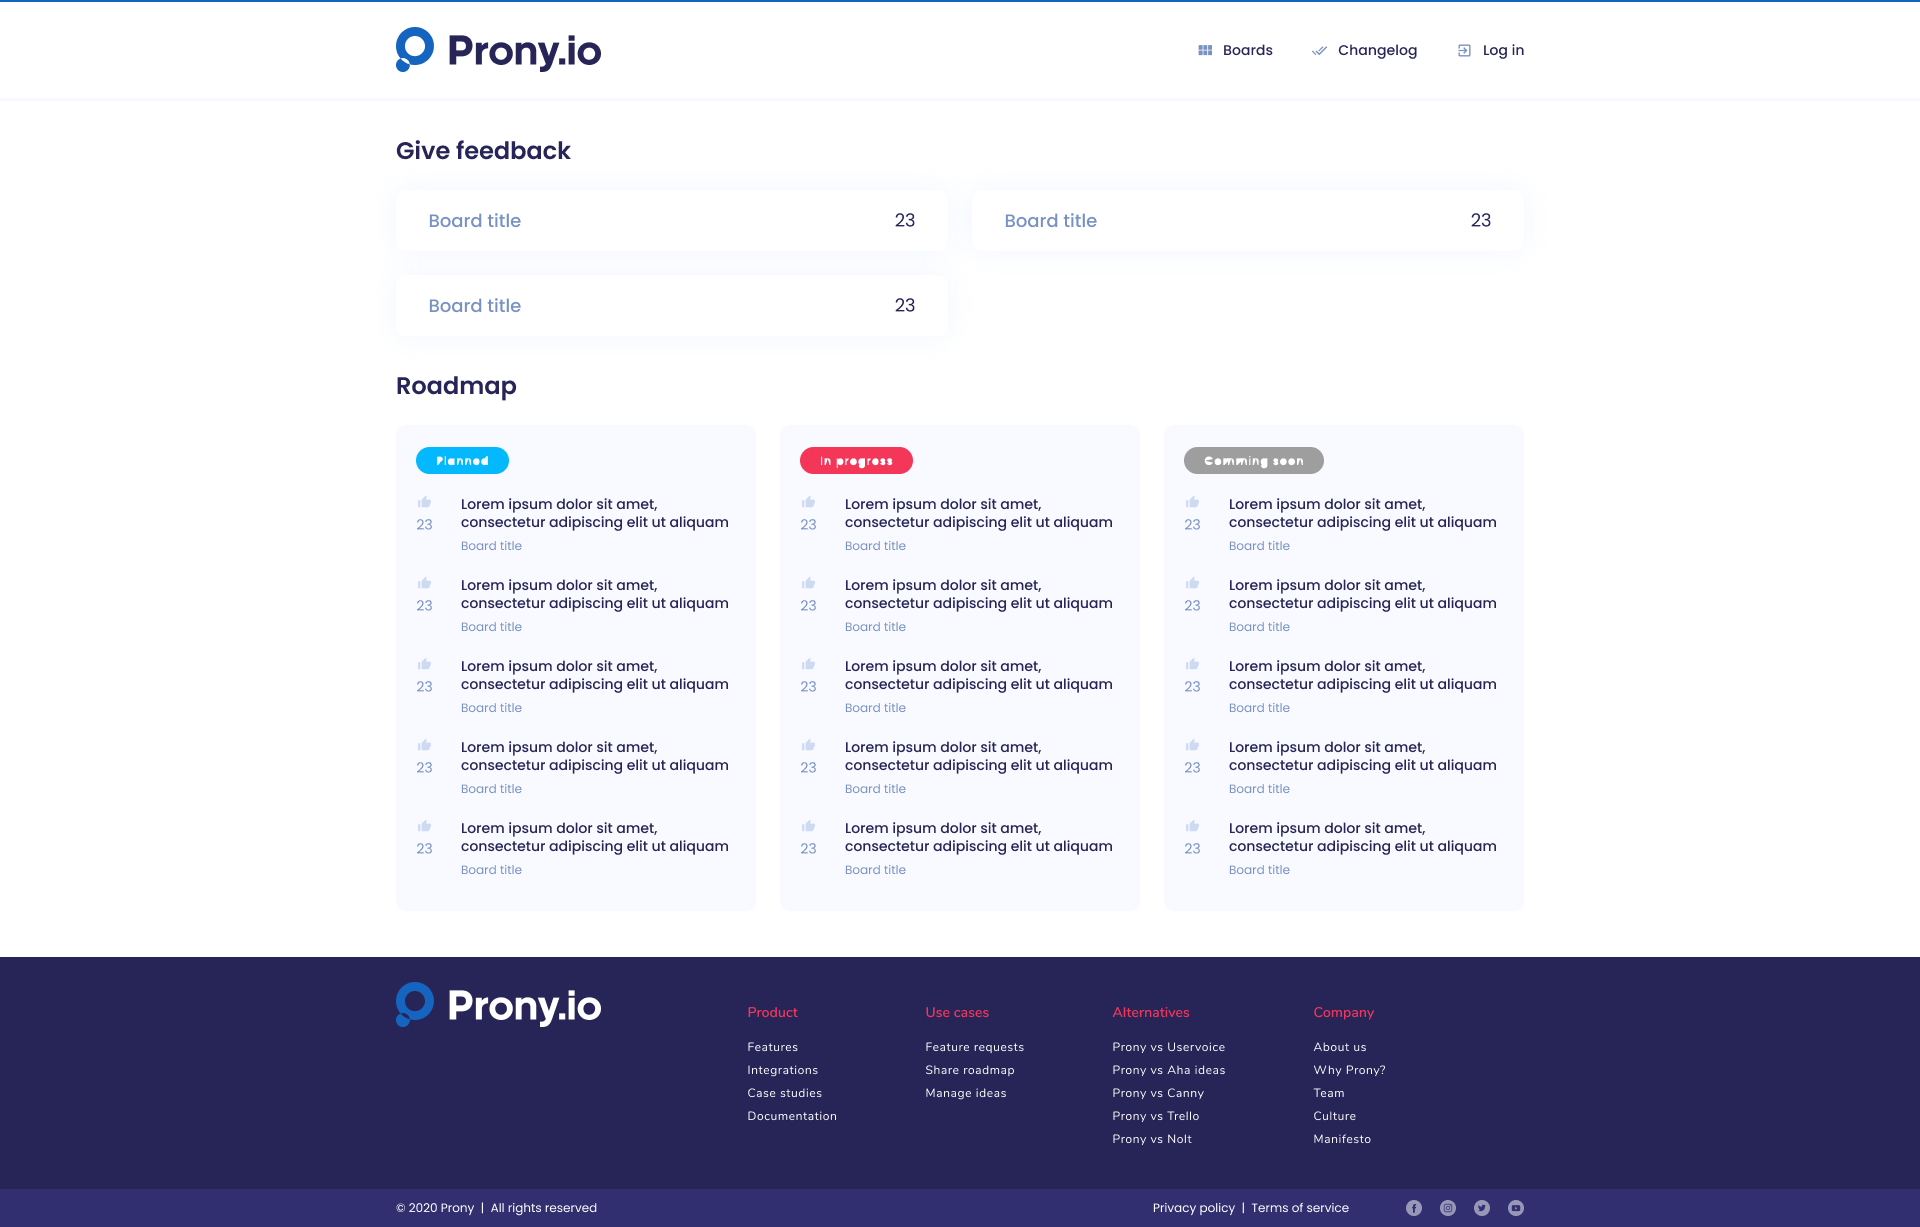 Prony.io
Boards
Changelog
Log in
Give feedback
Board title
23
Board title
23
Board title
23
Roadmap
Planned
23
Lorem ipsum dolor sit amet,
consectetur adipiscing elit ut aliquam
Board title
23
Lorem ipsum dolor sit amet,
consectetur adipiscing elit ut aliquam
Board title
23
Lorem ipsum dolor sit amet,
consectetur adipiscing elit ut aliquam
Board title
23
Lorem ipsum dolor sit amet,
consectetur adipiscing elit ut aliquam
Board title
23
Lorem ipsum dolor sit amet,
consectetur adipiscing elit ut aliquam
Board title
In progress
23
Lorem ipsum dolor sit amet,
consectetur adipiscing elit ut aliquam
Board title
23
Lorem ipsum dolor sit amet,
consectetur adipiscing elit ut aliquam
Board title
23
Lorem ipsum dolor sit amet,
consectetur adipiscing elit ut aliquam
Board title
23
Lorem ipsum dolor sit amet,
consectetur adipiscing elit ut aliquam
Board title
23
Lorem ipsum dolor sit amet,
consectetur adipiscing elit ut aliquam
Board title
Comming soon
23
Lorem ipsum dolor sit amet,
consectetur adipiscing elit ut aliquam
Board title
23
Lorem ipsum dolor sit amet,
consectetur adipiscing elit ut aliquam
Board title
23
Lorem ipsum dolor sit amet,
consectetur adipiscing elit ut aliquam
Board title
23
Lorem ipsum dolor sit amet,
consectetur adipiscing elit ut aliquam
Board title
23
Lorem ipsum dolor sit amet,
consectetur adipiscing elit ut aliquam
Board title
Prony.io
Product
Features
Integrations
Case studies
Documentation
Use cases
Feature requests
Share roadmap
Manage ideas
Alternatives
Prony vs Uservoice
Prony vs Aha ideas
Prony vs Canny
Prony vs Trello
Prony vs Nolt
Company
About us
Why Prony?
Team
Culture
Manifesto
© 2020 Prony | All rights reserved
Privacy policy | Terms of service